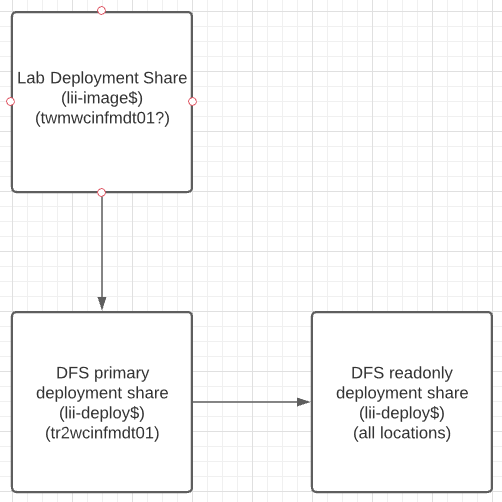 Lab Deployment Share
(lii-image$)
(twmwcinfmdt01?)
DFS primary
deployment share
(lii-deploy$)
(tr2wcinfmdt01)
DFS readonly
deployment share
(lii-deploy$)
(all locations)